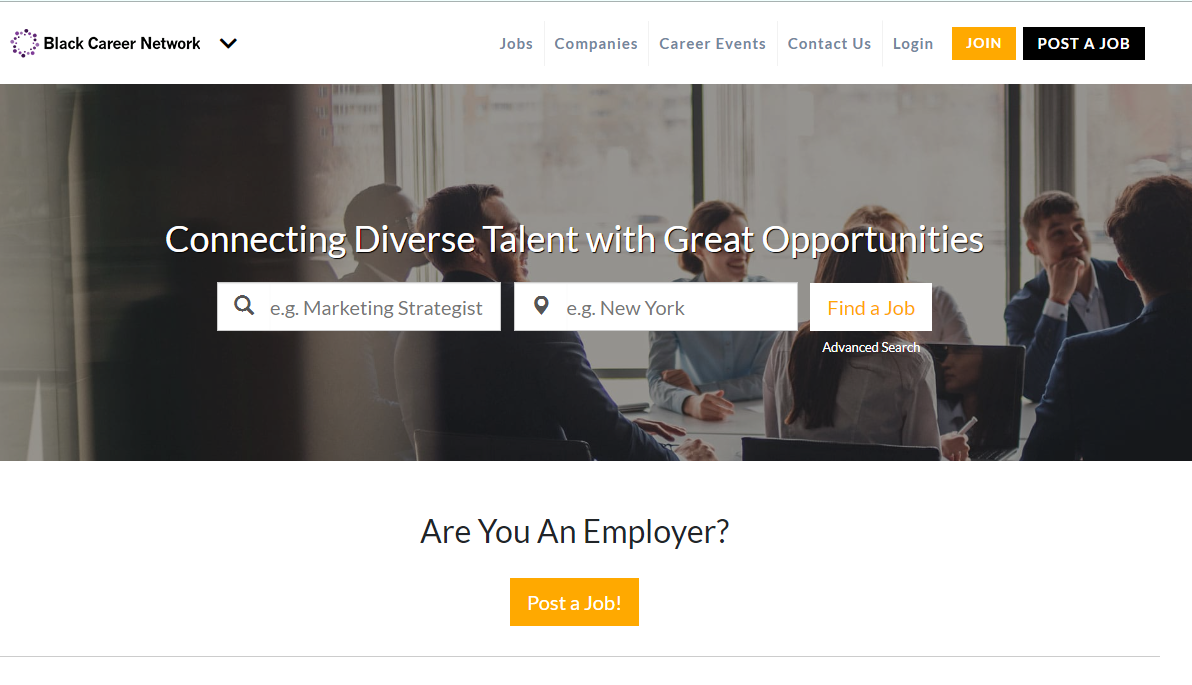 Black Career Network
Jobs
Companies
Career Events
Contact Us
Login
JOIN
POST A JOB
Connecting Diverse Talent with Great Opportunities
e.g. Marketing Strategist
e.g. New York
Find a Job
Advanced Search
Are You An Employer?
Post a Job!